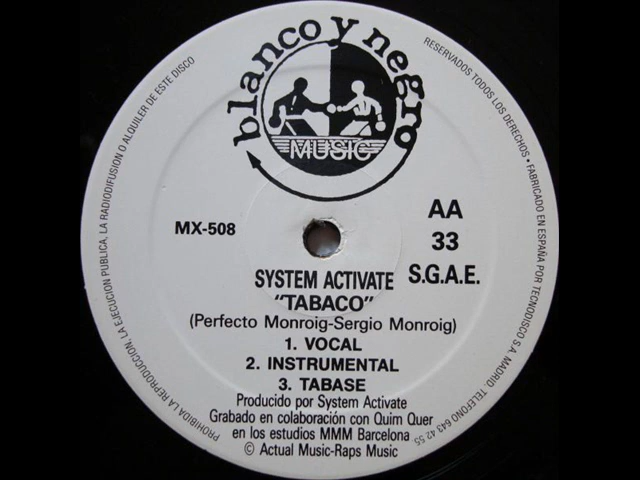 blanco y negro
MUSIC
MX-508
AA
33
S.G.A.E.
SYSTEM ACTIVATE
"TABACO"
(Perfecto Monroig-Sergio Monroig)
1. VOCAL
2. INSTRUMENTAL
3. TABASE
Producido por System Activate
Grabado en colaboración con Quim Quer
en los estudios MMM Barcelona
© Actual Music-Raps Music
RESERVADOS TODOS LOS DERECHOS • FABRICADO EN ESPAÑA POR TECNODISCO S.A. MADRID. TELEFONO 643 42 55
PROHIBIDA LA REPRODUCCION, LA EJECUCION PUBLICA, LA RADIODIFUSION O ALQUILER DE ESTE DISCO